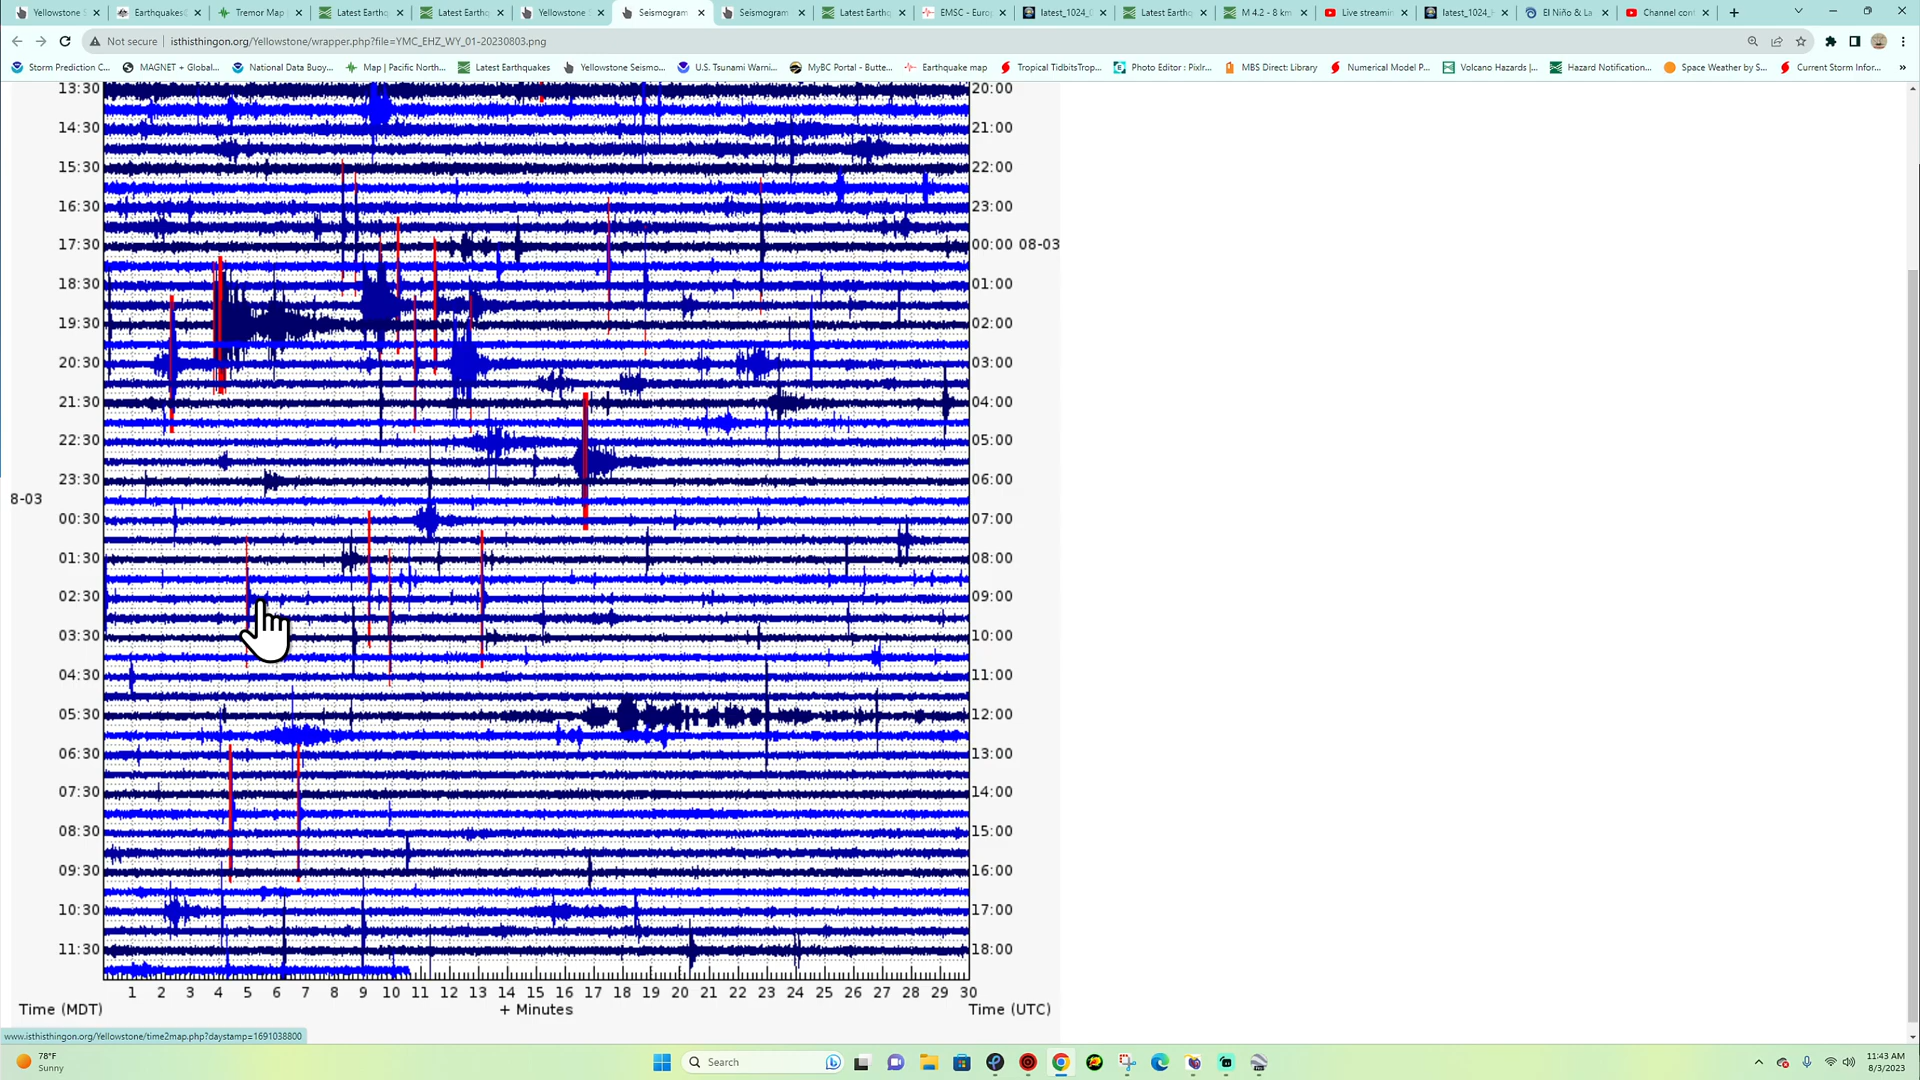 Yellowstone S
Earthquakes(
Tremor Map |
Latest Earthq
Latest Earthq
Yellowstone S
Seismogram
Seismogram
Latest Earthq
EMSC - Euro
latest_1024_0
Latest Earthq
M 4.2 - 8 km
Live streamin
latest_1024_H
El Niño & La
Channel cont
Not secure | isthisthingon.org/Yellowstone/wrapper.php?file=YMC_EHZ_WY_01-20230803.png
Storm Prediction C...
MAGNET + Global...
National Data Buoy...
Map | Pacific North...
Latest Earthquakes
Yellowstone Seismo...
U.S. Tsunami Warni...
MyBC Portal - Butte...
Earthquake map
Tropical TidbitsTrop...
Photo Editor : Pixlr...
MBS Direct: Library
Numerical Model P...
Volcano Hazards |...
Hazard Notification...
Space Weather by S...
Current Storm Infor...
»
13:30 20:00
14:30 21:00
15:30 22:00
16:30 23:00
17:30 00:00 08-03
18:30 01:00
19:30 02:00
20:30 03:00
21:30 04:00
22:30 05:00
23:30 06:00
8-03
00:30 07:00
01:30 08:00
02:30 09:00
03:30 10:00
04:30 11:00
05:30 12:00
06:30 13:00
07:30 14:00
08:30 15:00
09:30 16:00
10:30 17:00
11:30 18:00
1 2 3 4 5 6 7 8 9 10 11 12 13 14 15 16 17 18 19 20 21 22 23 24 25 26 27 28 29 30
Time (MDT) + Minutes Time (UTC)
www.isthisthingon.org/Yellowstone/time2map.php?daystamp=1691038800
78°F
Sunny
Search
11:43 AM
8/3/2023